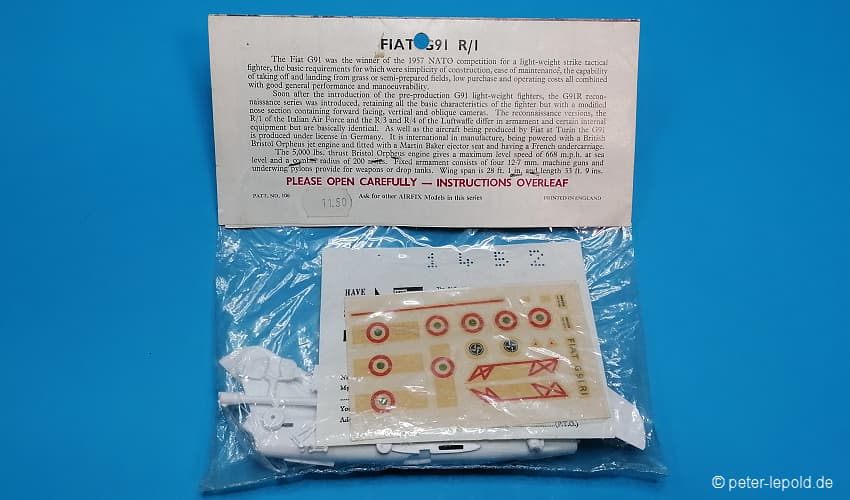 FIAT G91 R/1
The Fiat G91 was the winner of the 1957 NATO competition for a light-weight strike-tactical
fighter, the basic requirements for which were simplicity of construction, ease of maintenance, the capability
of taking off and landing from grass or semi-prepared fields, low purchase and operating costs all combined
with good general performance and manoeuvrability.
Soon after the introduction of the pre-production G91 light-weight fighters, the G91R recon-
naissance series was introduced, retaining all the basic characteristics of the fighter but with a modified
nose section containing forward facing, vertical and oblique cameras. The reconnaissance versions, the
R/1 of the Italian Air Force and the R/3 and R/4 of the Luftwaffe differ in armament and certain internal
equipment but are basically identical. As well as the aircraft being produced by Fiat at Turin the G91
is produced under license in Germany. It is international in manufacture, being powered with a British
Bristol Orpheus jet engine and fitted with a Martin Baker ejector seat and having a French undercarriage.
The 5,000 lbs. thrust Bristol Orpheus engine gives a maximum level speed of 668 m.p.h. at sea
level and a combat radius of 200 miles. Fixed armament consists of four 12·7 mm. machine guns and
underwing pylons provide for weapons or drop tanks. Wing span is 28 ft. 1 in. and length 33 ft. 9 ins.
PLEASE OPEN CAREFULLY — INSTRUCTIONS OVERLEAF
PATT. NO. 106
11.50
Ask for other AIRFIX Models in this series
PRINTED IN ENGLAND
1452
HAVE
FIAT G91R1
(P.T.O.)
© peter-lepold.de